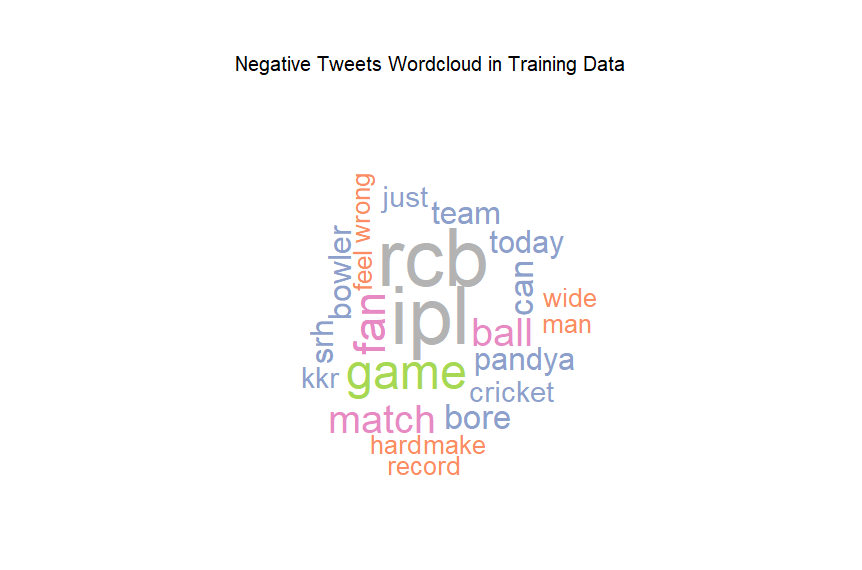 Negative Tweets Wordcloud in Training Data
wrong
just
team
rcb
today
bowler
feel
can
ipl
wide
fan
ball
man
srh
game
pandya
kkr
cricket
match
bore
hard
make
record